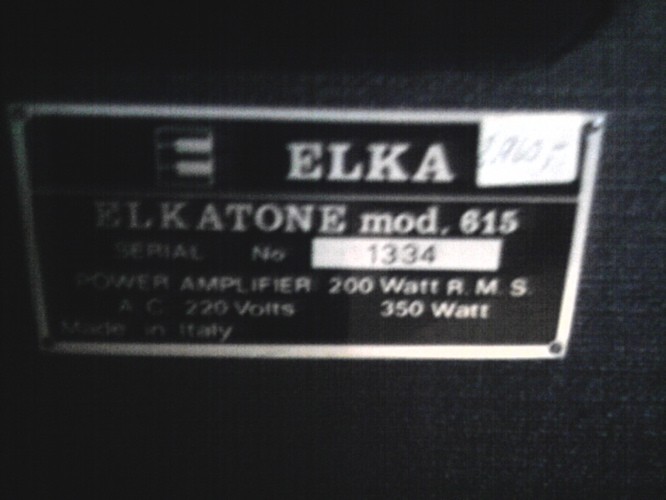 ELKA
ELKATONE mod. 615
SERIAL No 1334
POWER AMPLIFIER 200 Watt R.M.S.
A.C. 220 Volts 350 Watt
Made in Italy